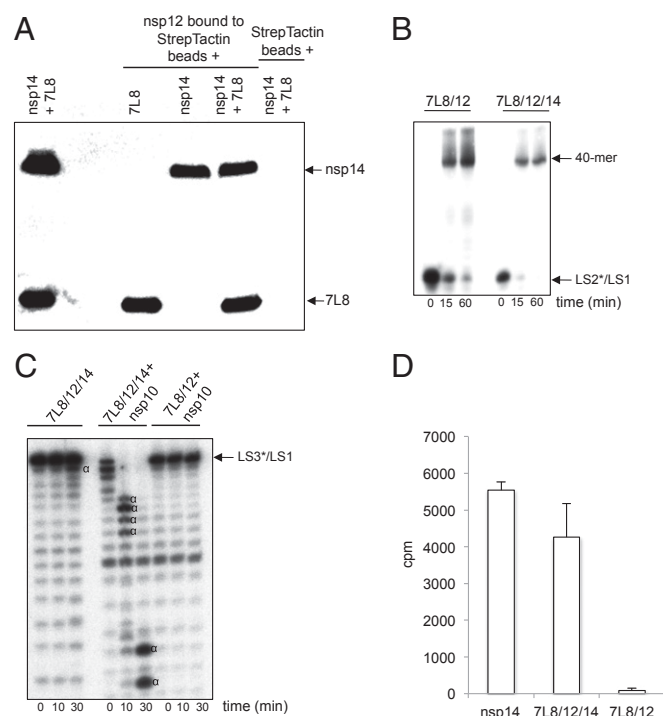 A
nsp12 bound to
StrepTactin
beads +
StrepTactin
beads +
nsp14
+ 7L8
7L8
nsp14
nsp14
+ 7L8
nsp14
+ 7L8
nsp14
7L8
B
7L8/12
7L8/12/14
40-mer
LS2*/LS1
0 15 60 0 15 60 time (min)
C
7L8/12/14
7L8/12/14+
nsp10
7L8/12+
nsp10
LS3*/LS1
α
α
α
α
α
α
α
0 10 30 0 10 30 0 10 30 time (min)
D
7000
6000
5000
4000
3000
2000
1000
0
cpm
nsp14 7L8/12/14 7L8/12